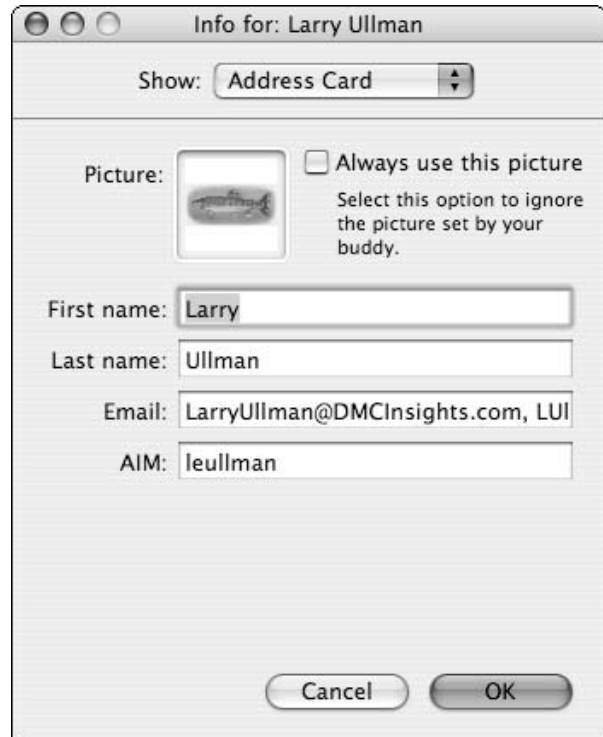 Info for: Larry Ullman
Show: Address Card
Picture:
Always use this picture
Select this option to ignore
the picture set by your
buddy.
First name: Larry
Last name: Ullman
Email: LarryUllman@DMCInsights.com, LUl
AIM: leullman
Cancel OK